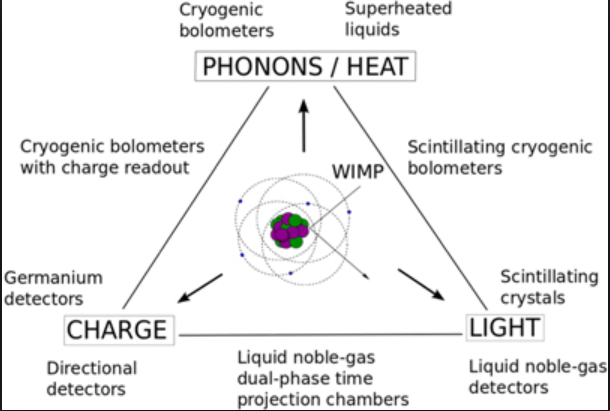 Cryogenic
bolometers
Superheated
liquids
PHONONS / HEAT
Cryogenic bolometers
with charge readout
Scintillating cryogenic
bolometers
WIMP
Germanium
detectors
Scintillating
crystals
CHARGE
LIGHT
Directional
detectors
Liquid noble-gas
dual-phase time
projection chambers
Liquid noble-gas
detectors